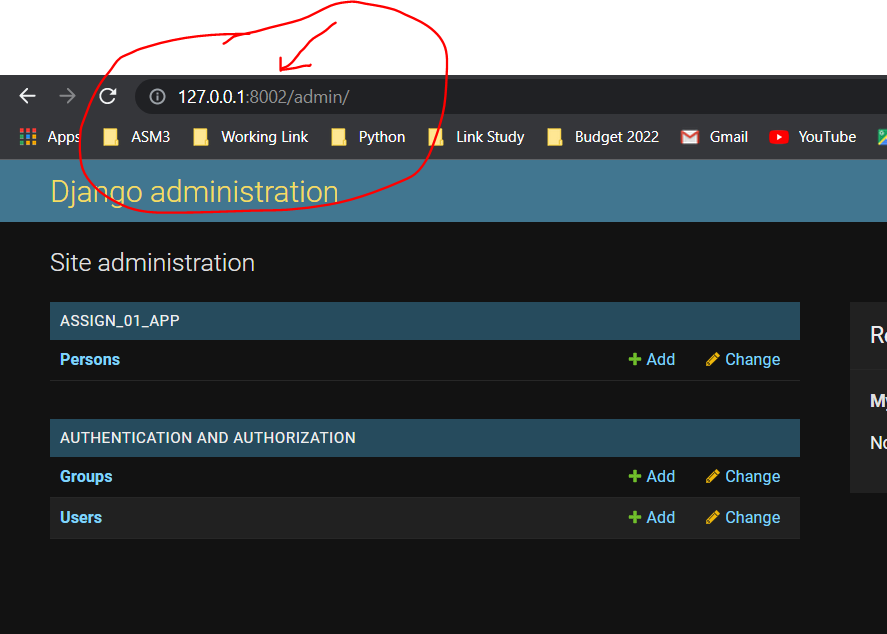 127.0.0.1:8002/admin/
Apps ASM3 Working Link Python Link Study Budget 2022 Gmail YouTube
Django administration
Site administration
ASSIGN_01_APP
Persons Add Change
AUTHENTICATION AND AUTHORIZATION
Groups Add Change
Users Add Change